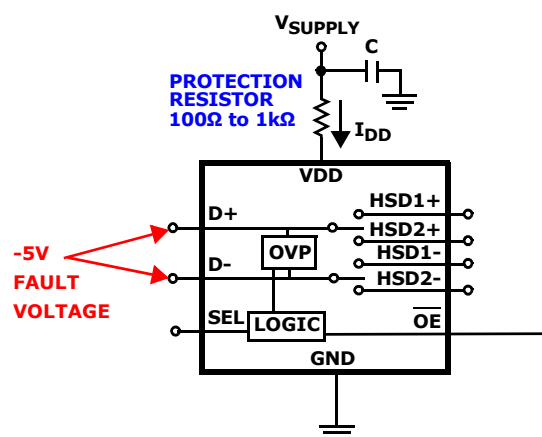 VSUPPLY
C
PROTECTION
RESISTOR
100Ω to 1kΩ
IDD
VDD
D+
HSD1+
HSD2+
OVP
HSD1-
D-
HSD2-
-5V
FAULT
VOLTAGE
SEL
LOGIC
OE
GND